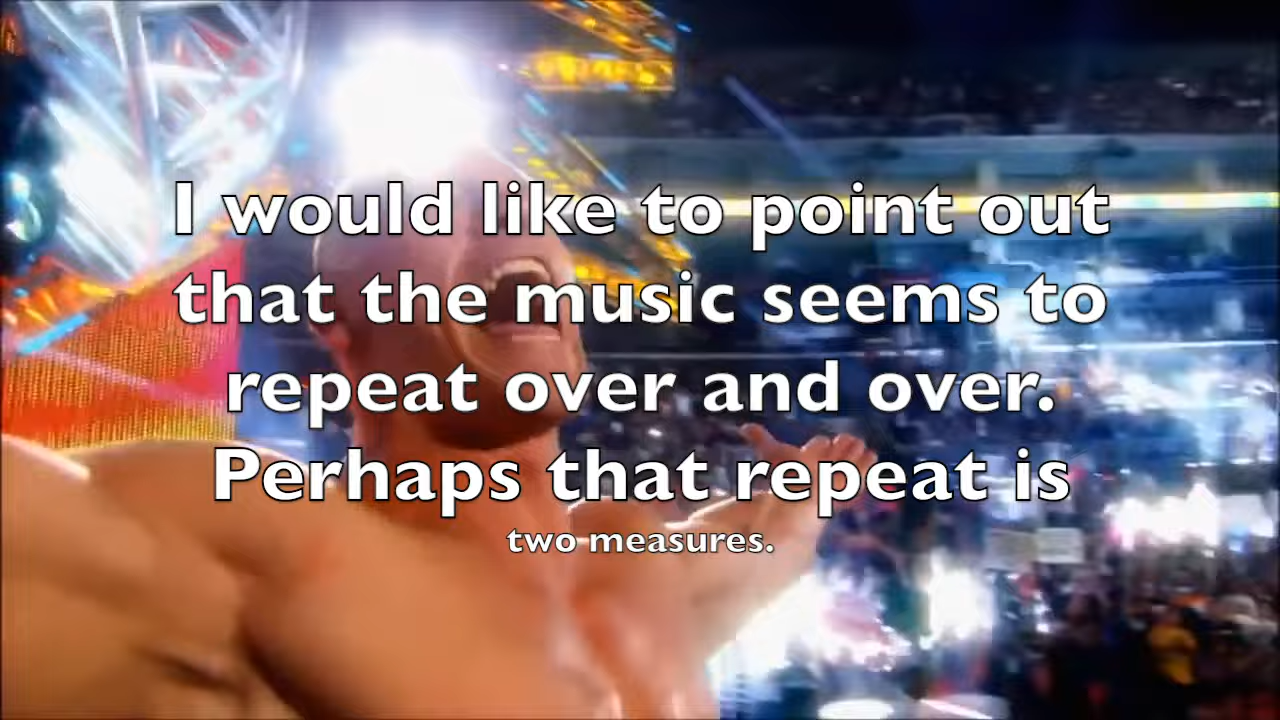 I would like to point out
that the music seems to
repeat over and over.
Perhaps that repeat is
two measures.